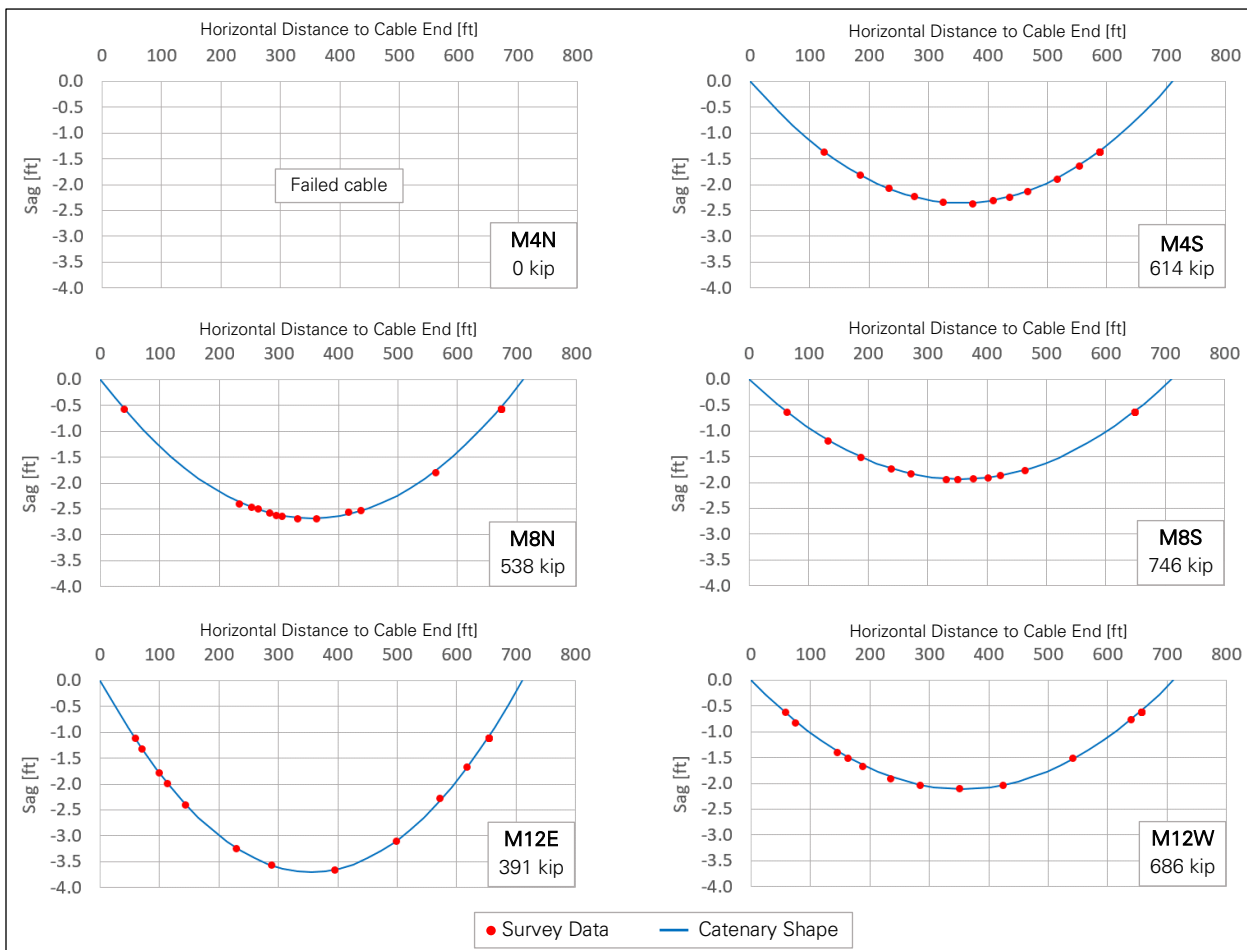 Horizontal Distance to Cable End [ft]
0 100 200 300 400 500 600 700 800
0.0
-0.5
-1.0
-1.5
-2.0
-2.5
-3.0
-3.5
-4.0
Sag [ft]
Failed cable
M4N
0 kip
Horizontal Distance to Cable End [ft]
0 100 200 300 400 500 600 700 800
0.0
-0.5
-1.0
-1.5
-2.0
-2.5
-3.0
-3.5
-4.0
Sag [ft]
M4S
614 kip
Horizontal Distance to Cable End [ft]
0 100 200 300 400 500 600 700 800
0.0
-0.5
-1.0
-1.5
-2.0
-2.5
-3.0
-3.5
-4.0
Sag [ft]
M8N
538 kip
Horizontal Distance to Cable End [ft]
0 100 200 300 400 500 600 700 800
0.0
-0.5
-1.0
-1.5
-2.0
-2.5
-3.0
-3.5
-4.0
Sag [ft]
M8S
746 kip
Horizontal Distance to Cable End [ft]
0 100 200 300 400 500 600 700 800
0.0
-0.5
-1.0
-1.5
-2.0
-2.5
-3.0
-3.5
-4.0
Sag [ft]
M12E
391 kip
Horizontal Distance to Cable End [ft]
0 100 200 300 400 500 600 700 800
0.0
-0.5
-1.0
-1.5
-2.0
-2.5
-3.0
-3.5
-4.0
Sag [ft]
M12W
686 kip
Survey Data Catenary Shape